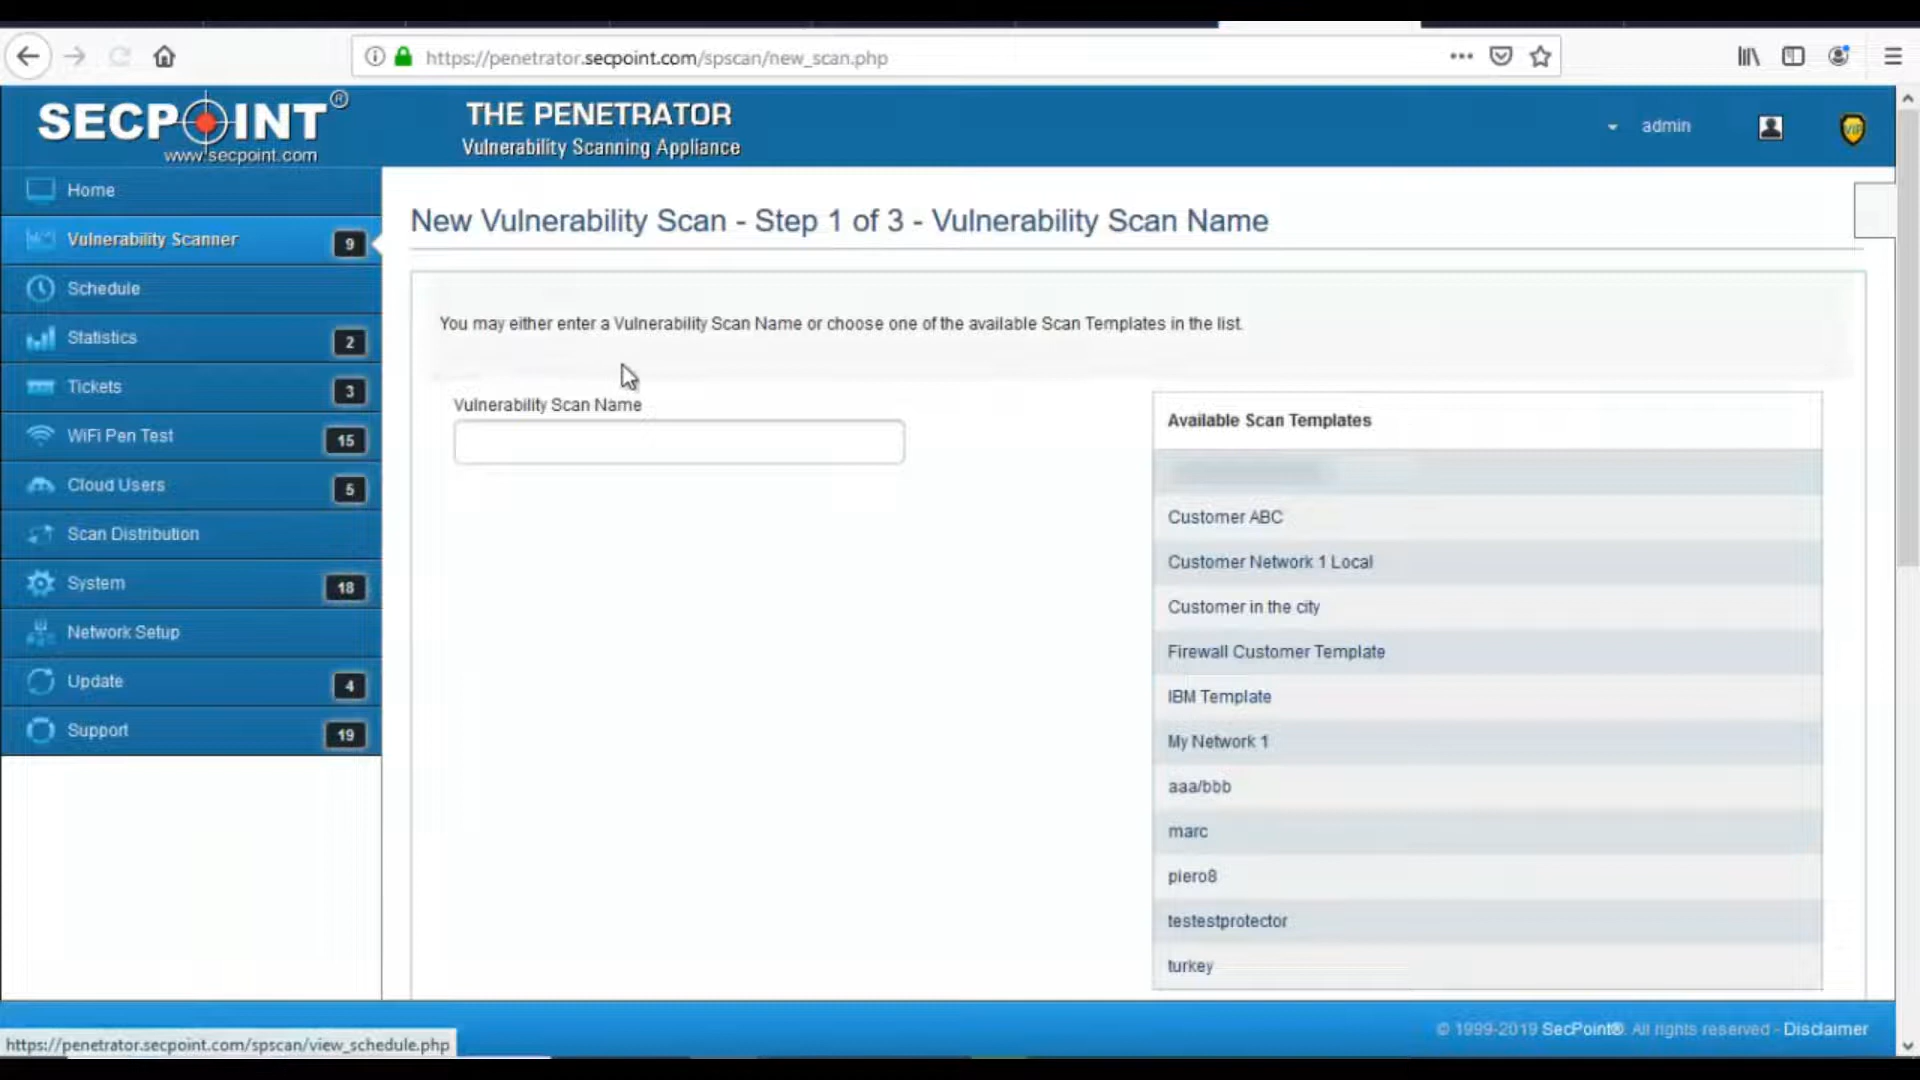 https://penetrator.secpoint.com/spscan/new_scan.php
SECPOINT®
www.secpoint.com
THE PENETRATOR
Vulnerability Scanning Appliance
admin
VIP
Home
Vulnerability Scanner 9
Schedule
Statistics 2
Tickets 3
WiFi Pen Test 15
Cloud Users 5
Scan Distribution
System 18
Network Setup
Update 4
Support 19
New Vulnerability Scan - Step 1 of 3 - Vulnerability Scan Name
You may either enter a Vulnerability Scan Name or choose one of the available Scan Templates in the list.
Vulnerability Scan Name
Available Scan Templates
Customer ABC
Customer Network 1 Local
Customer in the city
Firewall Customer Template
IBM Template
My Network 1
aaa/bbb
marc
piero8
testestprotector
turkey
© 1999-2019 SecPoint®. All rights reserved - Disclaimer
https://penetrator.secpoint.com/spscan/view_schedule.php